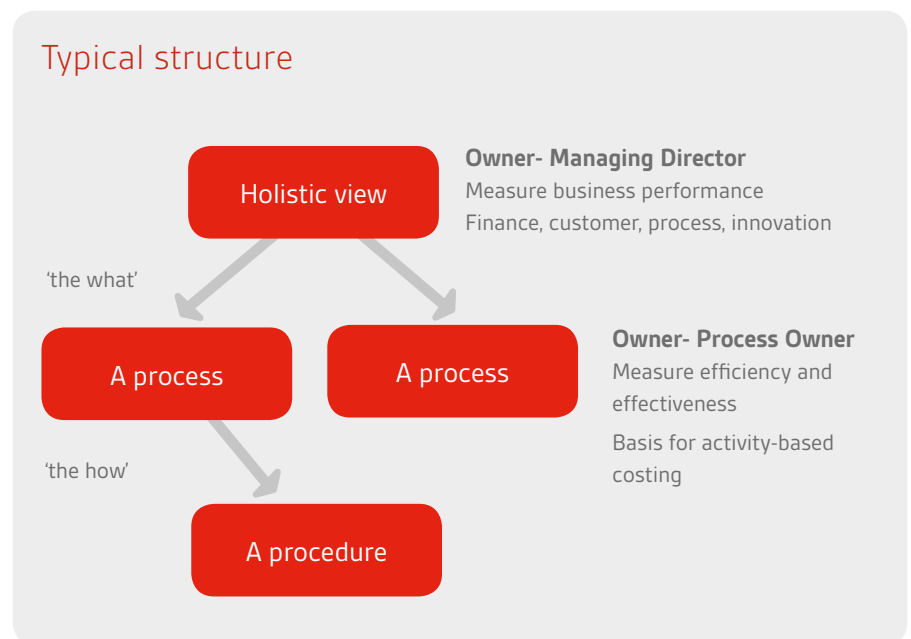 Typical structure
Holistic view
Owner- Managing Director
Measure business performance
Finance, customer, process, innovation
‘the what’
A process
A process
Owner- Process Owner
Measure efficiency and
effectiveness
Basis for activity-based
costing
‘the how’
A procedure